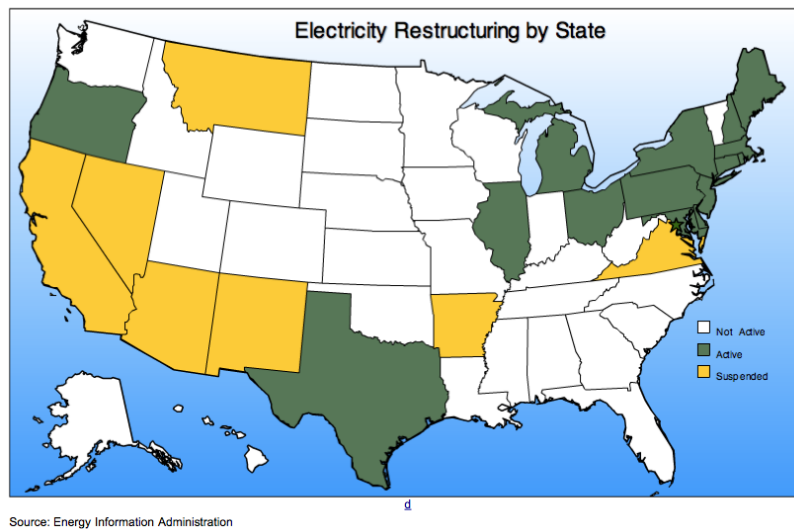 Electricity Restructuring by State
Not Active
Active
Suspended
d
Source: Energy Information Administration